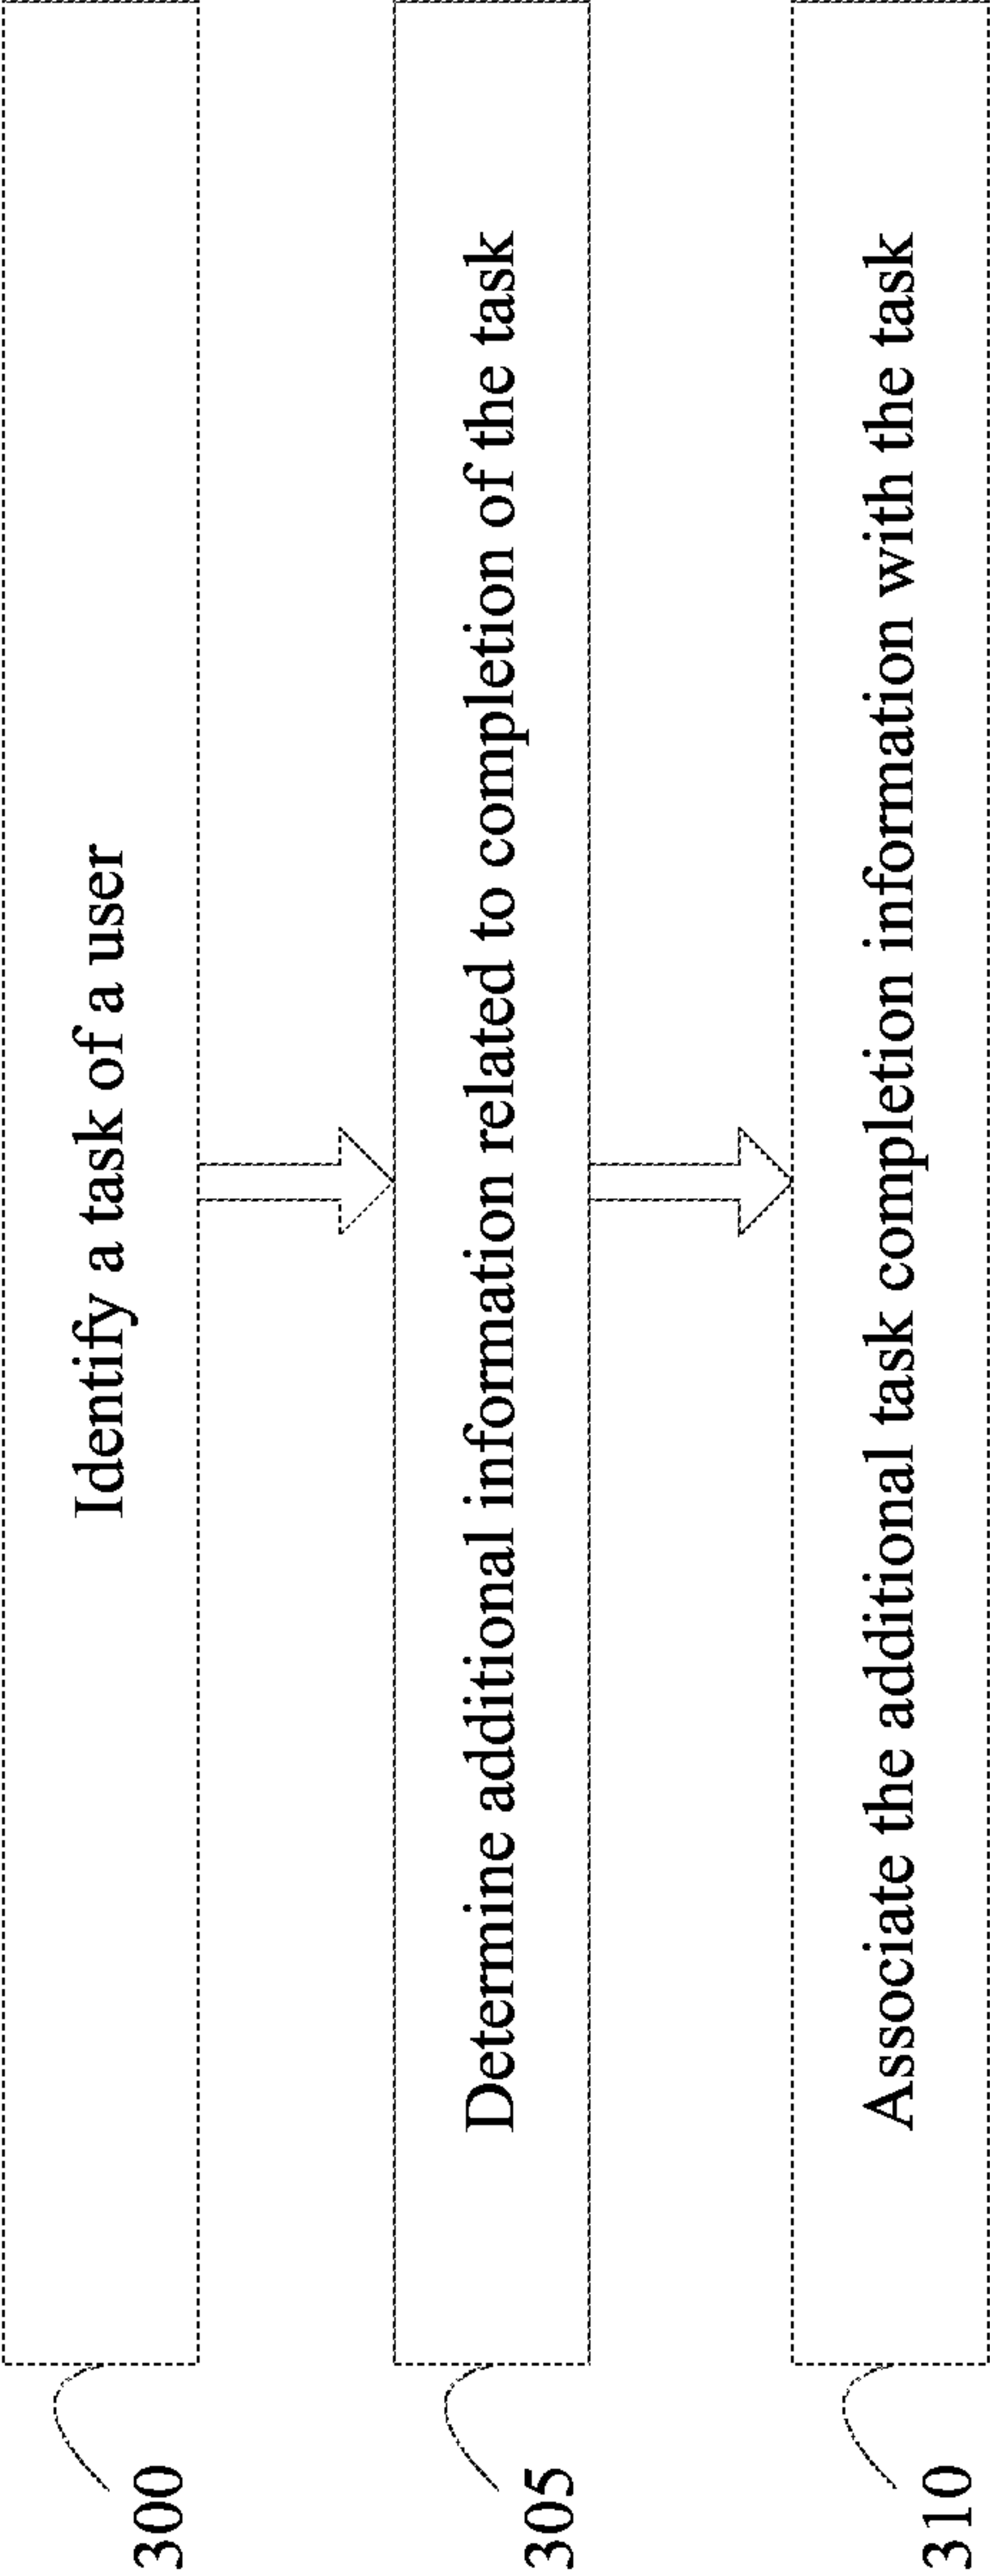 300
Identify a task of a user
305
Determine additional information related to completion of the task
310
Associate the additional task completion information with the task